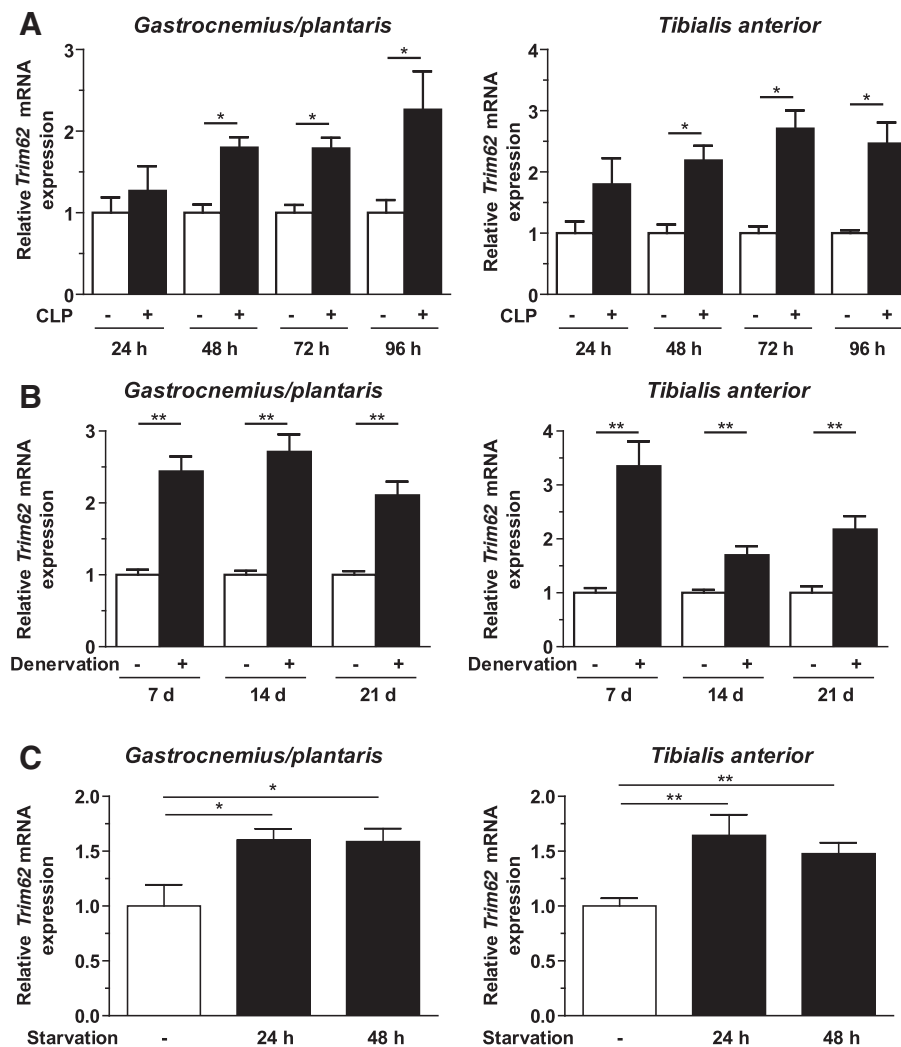 A
Gastrocnemius/plantaris
Relative Trim62 mRNA
expression
3
2
1
0
*
*
*
CLP
- + - + - + - +
24 h 48 h 72 h 96 h
Tibialis anterior
Relative Trim62 mRNA
expression
4
3
2
1
0
*
*
*
CLP
- + - + - + - +
24 h 48 h 72 h 96 h
B
Gastrocnemius/plantaris
Relative Trim62 mRNA
expression
3
2
1
0
** ** **
Denervation - + - + - +
7 d 14 d 21 d
Tibialis anterior
Relative Trim62 mRNA
expression
4
3
2
1
0
** ** **
Denervation - + - + - +
7 d 14 d 21 d
C
Gastrocnemius/plantaris
Relative Trim62 mRNA
expression
2.0
1.5
1.0
0.5
0.0
*
*
Starvation - 24 h 48 h
Tibialis anterior
Relative Trim62 mRNA
expression
2.0
1.5
1.0
0.5
0.0
**
**
Starvation - 24 h 48 h